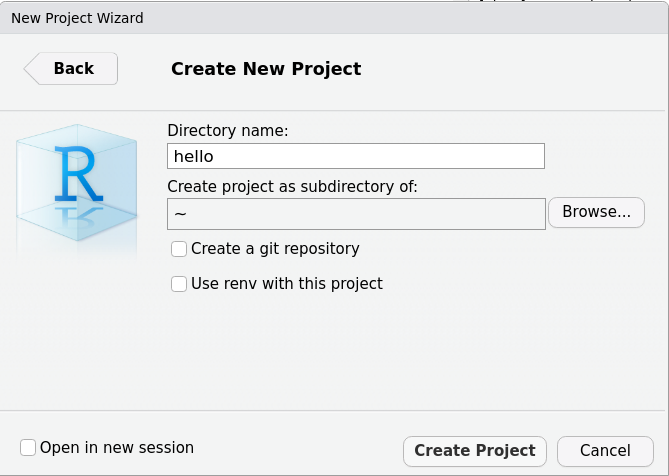 New Project Wizard
Back
Create New Project
R
Directory name:
hello
Create project as subdirectory of:
~
Browse...
Create a git repository
Use renv with this project
Open in new session
Create Project
Cancel